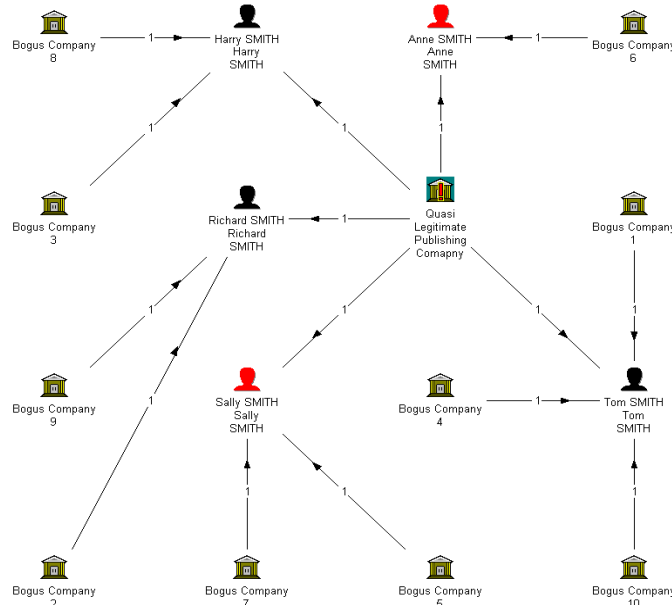 Bogus Company
8
1
Harry SMITH
Harry
SMITH
Anne SMITH
Anne
SMITH
1
Bogus Company
6
1
1
1
Bogus Company
3
Richard SMITH
Richard
SMITH
1
Quasi
Legitimate
Publishing
Comapny
Bogus Company
1
1
1
1
1
Bogus Company
9
1
Sally SMITH
Sally
SMITH
Bogus Company
4
1
Tom SMITH
Tom
SMITH
1
1
1
Bogus Company
2
Bogus Company
7
Bogus Company
5
Bogus Company
10